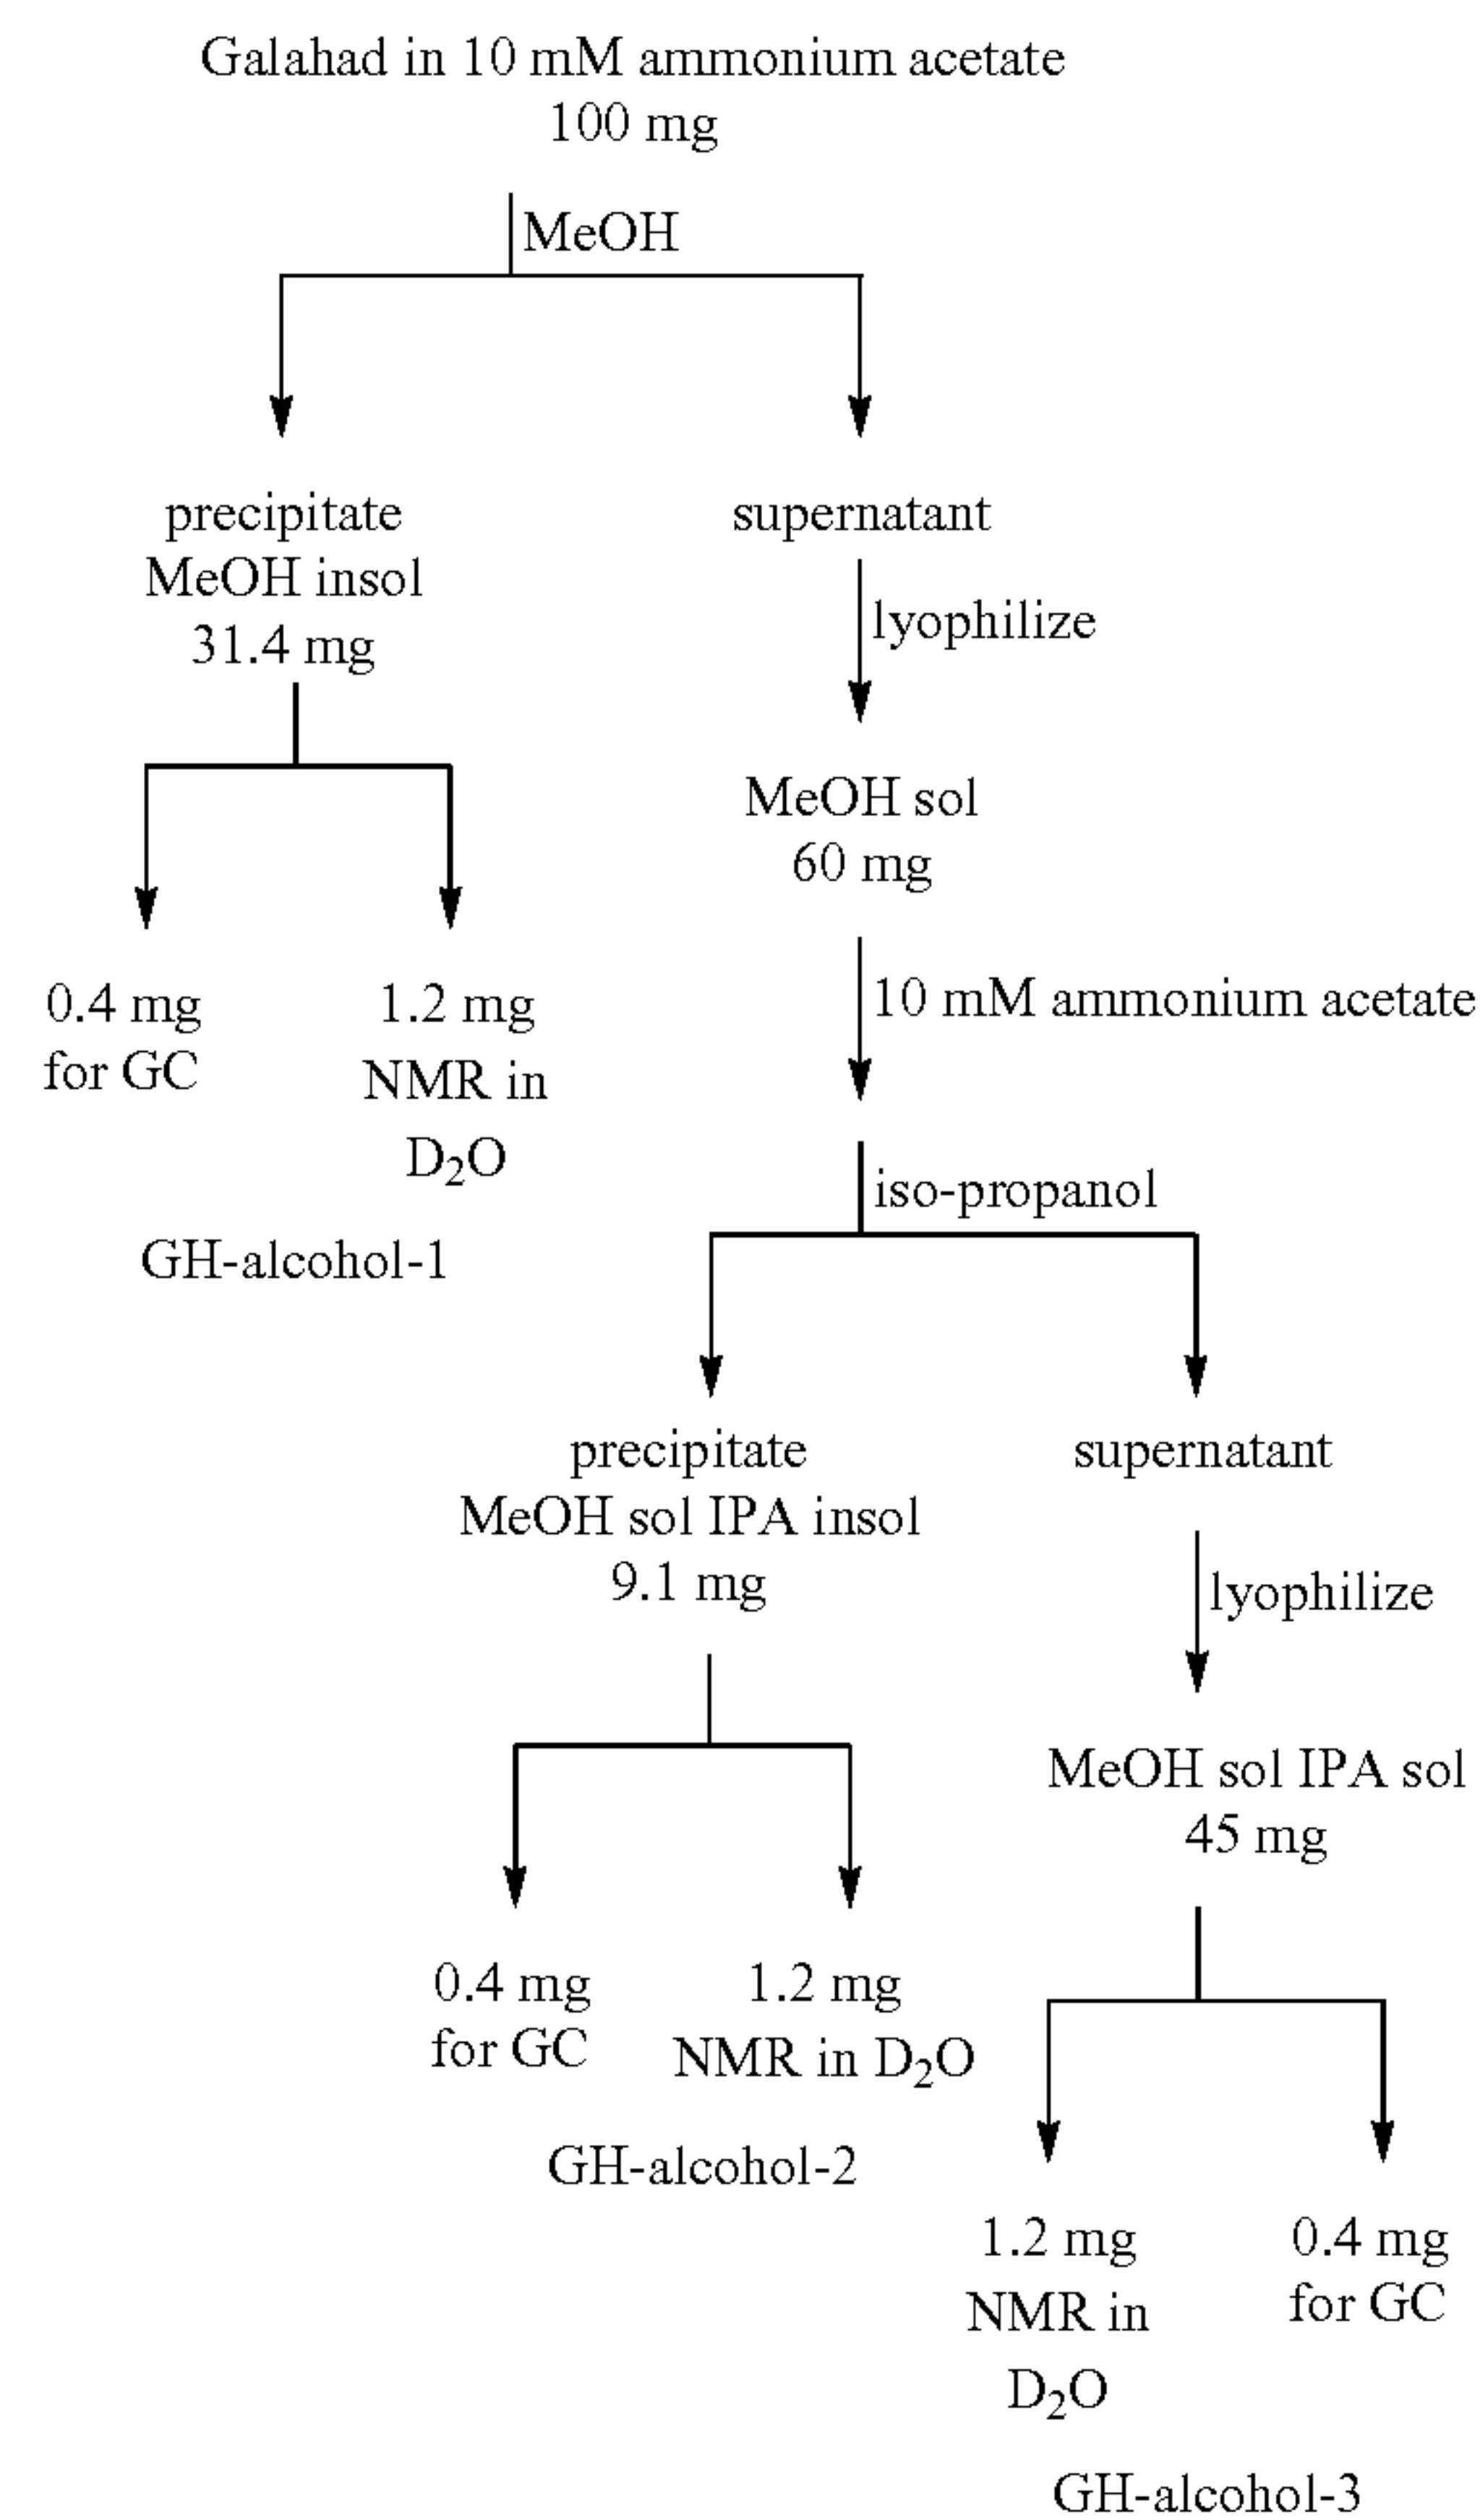 Galahad in 10 mM ammonium acetate
100 mg
MeOH
precipitate
MeOH insol
31.4 mg
supernatant
lyophilize
MeOH sol
60 mg
0.4 mg
for GC
1.2 mg
NMR in
D₂O
GH-alcohol-1
10 mM ammonium acetate
iso-propanol
precipitate
MeOH sol IPA insol
9.1 mg
supernatant
lyophilize
MeOH sol IPA sol
45 mg
0.4 mg
for GC
1.2 mg
NMR in D₂O
GH-alcohol-2
1.2 mg
NMR in
D₂O
0.4 mg
for GC
GH-alcohol-3